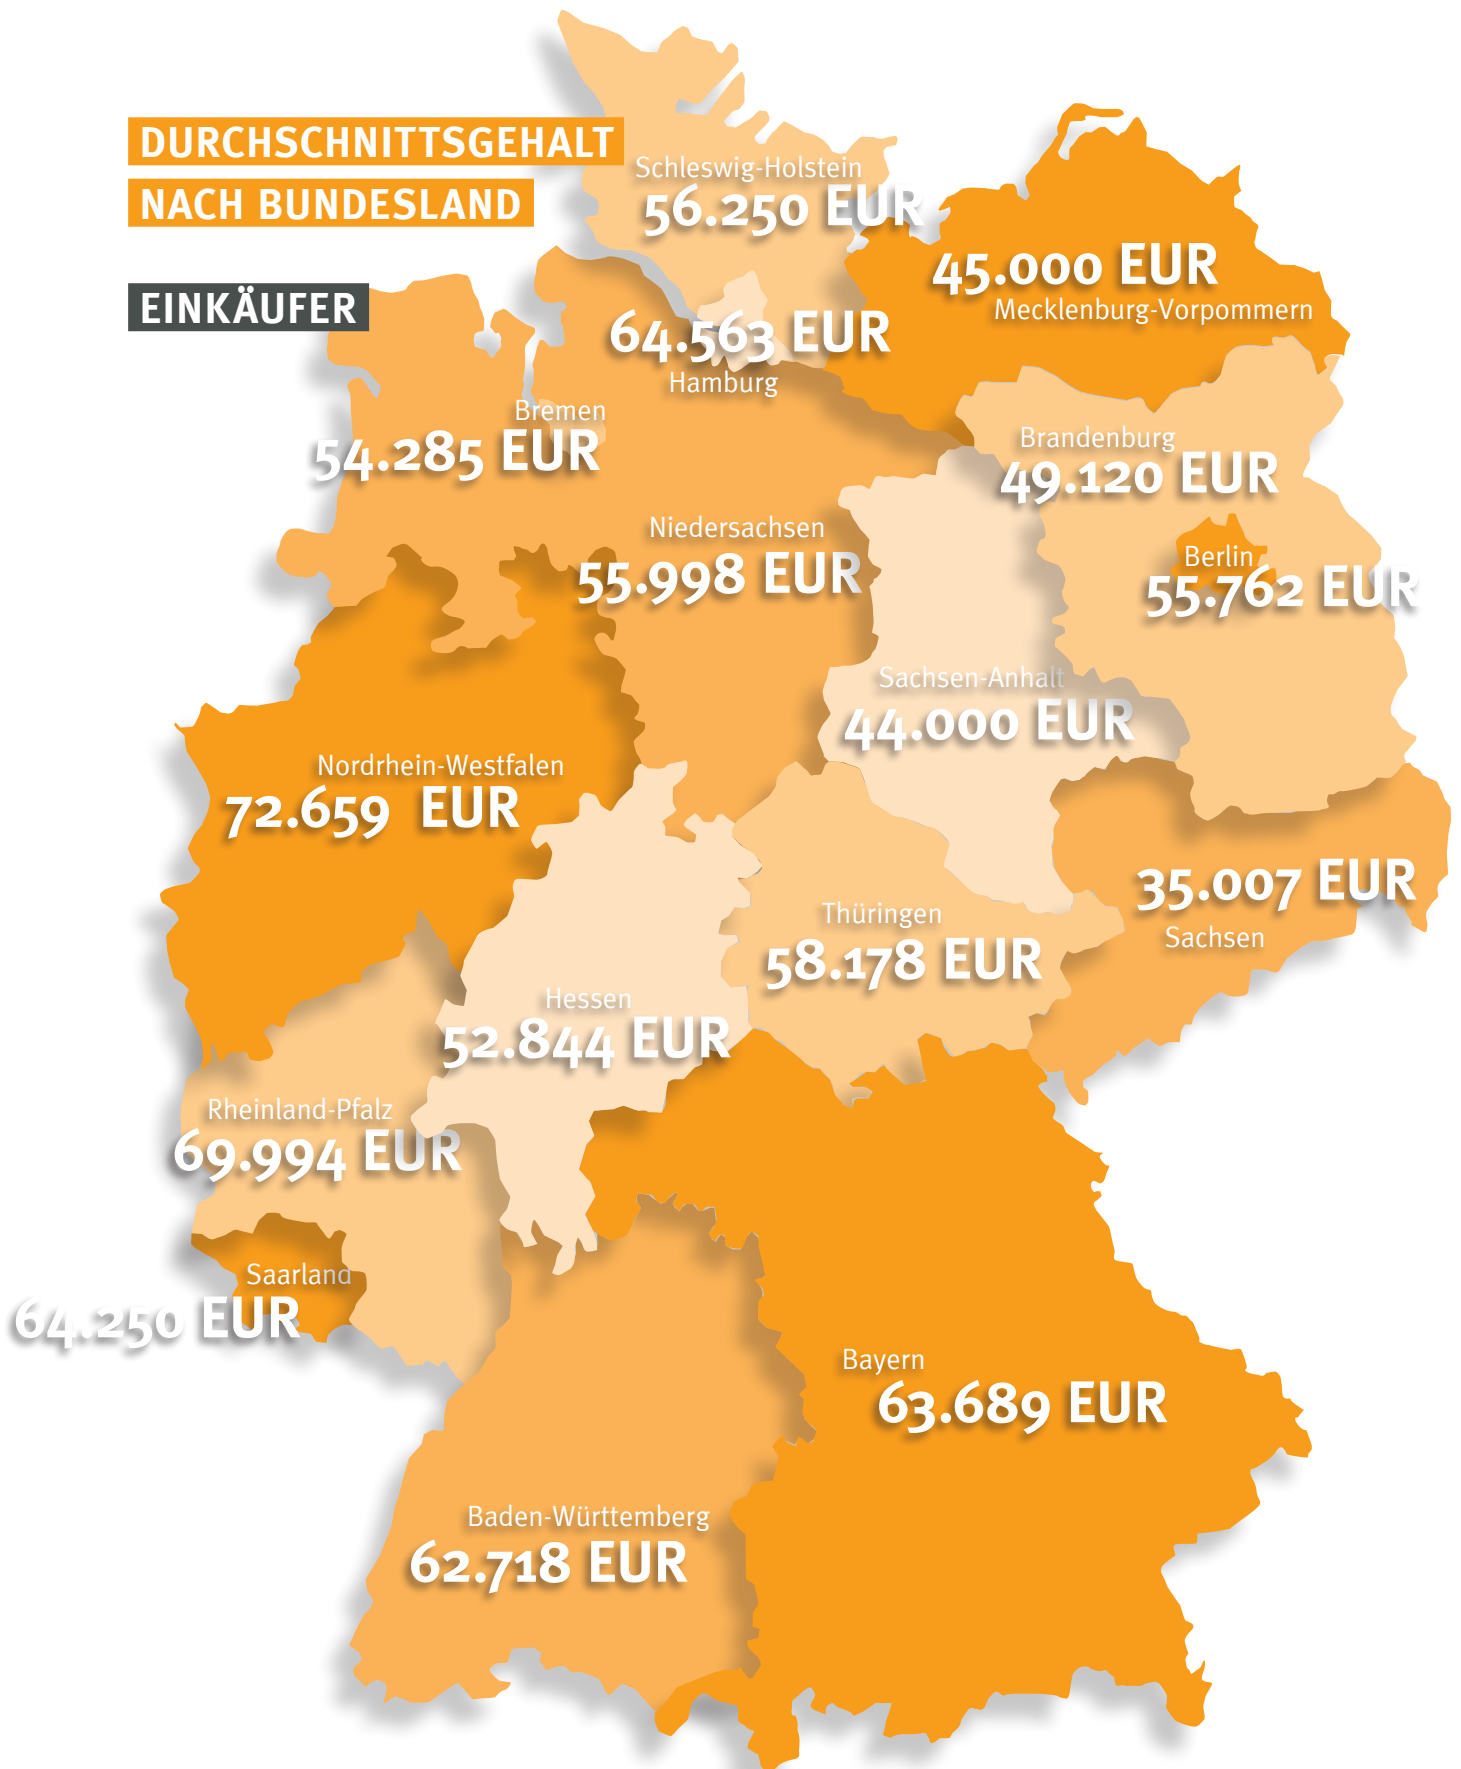 DURCHSCHNITTSGEHALT
NACH BUNDESLAND
EINKÄUFER
Schleswig-Holstein
56.250 EUR
45.000 EUR
Mecklenburg-Vorpommern
64.563 EUR
Hamburg
Bremen
54.285 EUR
Brandenburg
49.120 EUR
Niedersachsen
55.998 EUR
Berlin
55.762 EUR
Sachsen-Anhalt
44.000 EUR
Nordrhein-Westfalen
72.659 EUR
35.007 EUR
Sachsen
Thüringen
58.178 EUR
Hessen
52.844 EUR
Rheinland-Pfalz
69.994 EUR
Saarland
64.250 EUR
Bayern
63.689 EUR
Baden-Württemberg
62.718 EUR